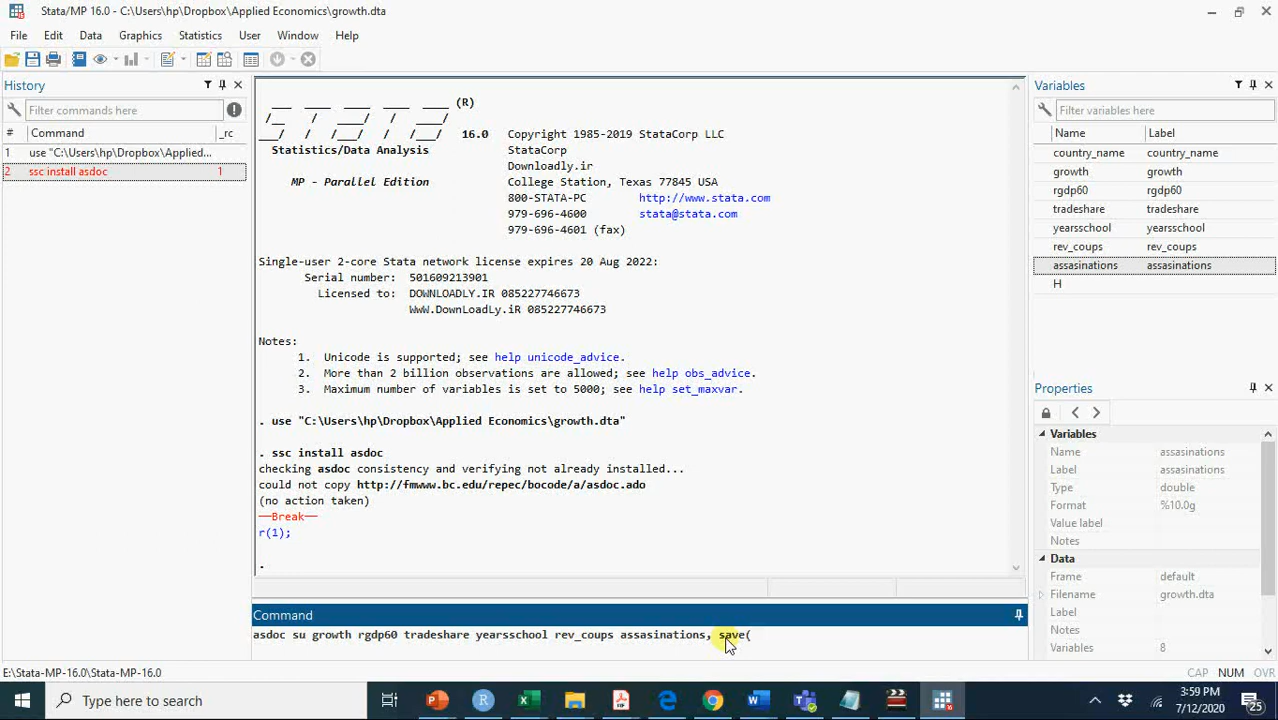 Stata/MP 16.0 - C:\Users\hp\Dropbox\Applied Economics\growth.dta
File Edit Data Graphics Statistics User Window Help
History
Filter commands here
# Command _rc
1 use "C:\Users\hp\Dropbox\Applied...
2 ssc install asdoc 1
(R)
16.0 Copyright 1985-2019 StataCorp LLC
Statistics/Data Analysis StataCorp
Downloadly.ir
MP - Parallel Edition College Station, Texas 77845 USA
800-STATA-PC http://www.stata.com
979-696-4600 stata@stata.com
979-696-4601 (fax)
Single-user 2-core Stata network license expires 20 Aug 2022:
Serial number: 501609213901
Licensed to: DOWNLOADLY.IR 085227746673
WwW.DownLoadLy.iR 085227746673
Notes:
1. Unicode is supported; see help unicode_advice.
2. More than 2 billion observations are allowed; see help obs_advice.
3. Maximum number of variables is set to 5000; see help set_maxvar.
. use "C:\Users\hp\Dropbox\Applied Economics\growth.dta"
. ssc install asdoc
checking asdoc consistency and verifying not already installed...
could not copy http://fmwww.bc.edu/repec/bocode/a/asdoc.ado
(no action taken)
—Break—
r(1);
.
Command
asdoc su growth rgdp60 tradeshare yearsschool rev_coups assasinations, save(
Variables
Filter variables here
Name Label
country_name country_name
growth growth
rgdp60 rgdp60
tradeshare tradeshare
yearsschool yearsschool
rev_coups rev_coups
assasinations assasinations
H
Properties
Variables
Name assasinations
Label assasinations
Type double
Format %10.0g
Value label
Notes
Data
Frame default
Filename growth.dta
Label
Notes
Variables 8
E:\Stata-MP-16.0\Stata-MP-16.0
CAP NUM OVR
Type here to search
3:59 PM
7/12/2020
25